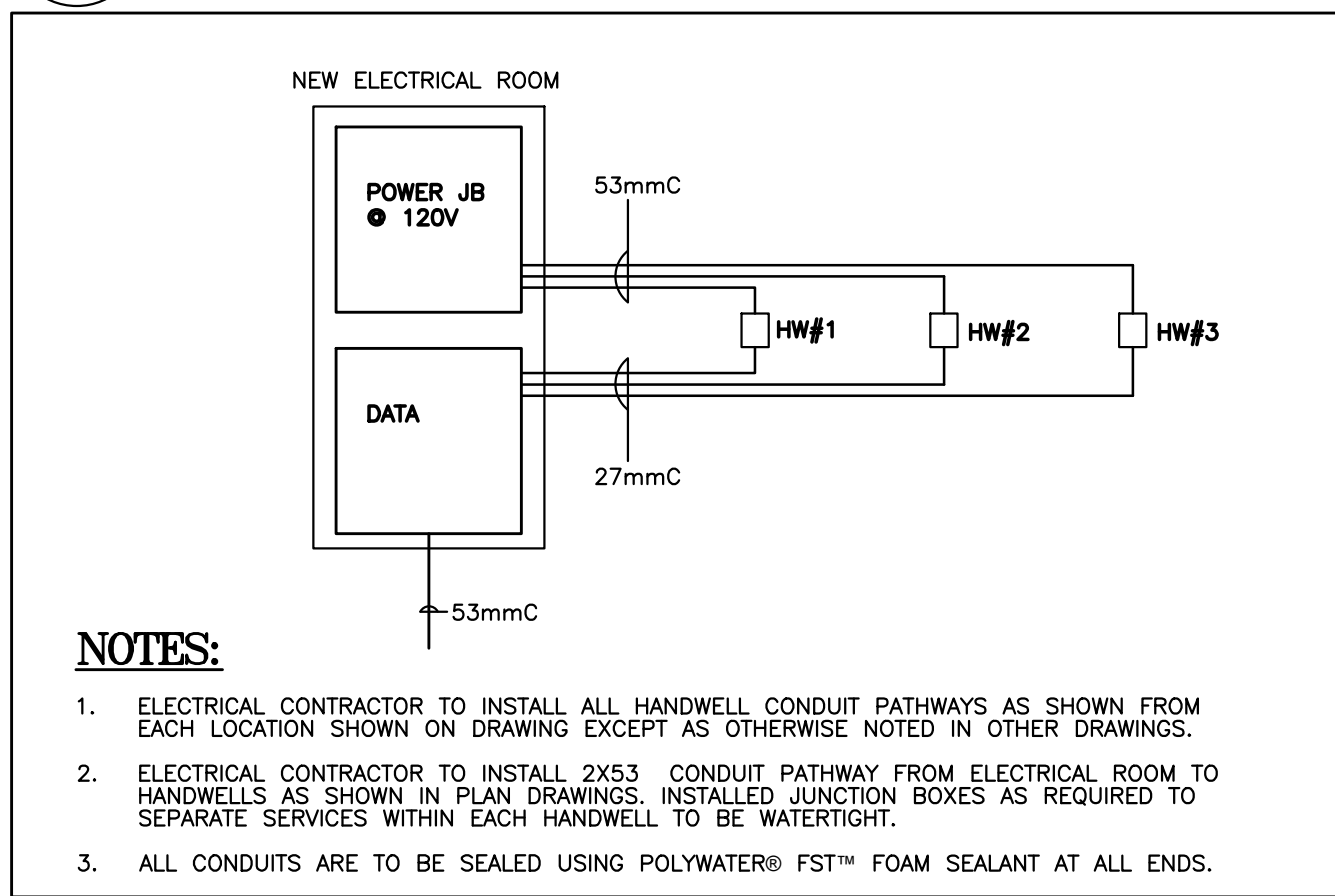 NEW ELECTRICAL ROOM
POWER JB
@ 120V
53mmC
HW#1
HW#2
HW#3
DATA
27mmC
53mmC
NOTES:
1. ELECTRICAL CONTRACTOR TO INSTALL ALL HANDWELL CONDUIT PATHWAYS AS SHOWN FROM
EACH LOCATION SHOWN ON DRAWING EXCEPT AS OTHERWISE NOTED IN OTHER DRAWINGS.
2. ELECTRICAL CONTRACTOR TO INSTALL 2X53 CONDUIT PATHWAY FROM ELECTRICAL ROOM TO
HANDWELLS AS SHOWN IN PLAN DRAWINGS. INSTALLED JUNCTION BOXES AS REQUIRED TO
SEPARATE SERVICES WITHIN EACH HANDWELL TO BE WATERTIGHT.
3. ALL CONDUITS ARE TO BE SEALED USING POLYWATER® FST™ FOAM SEALANT AT ALL ENDS.